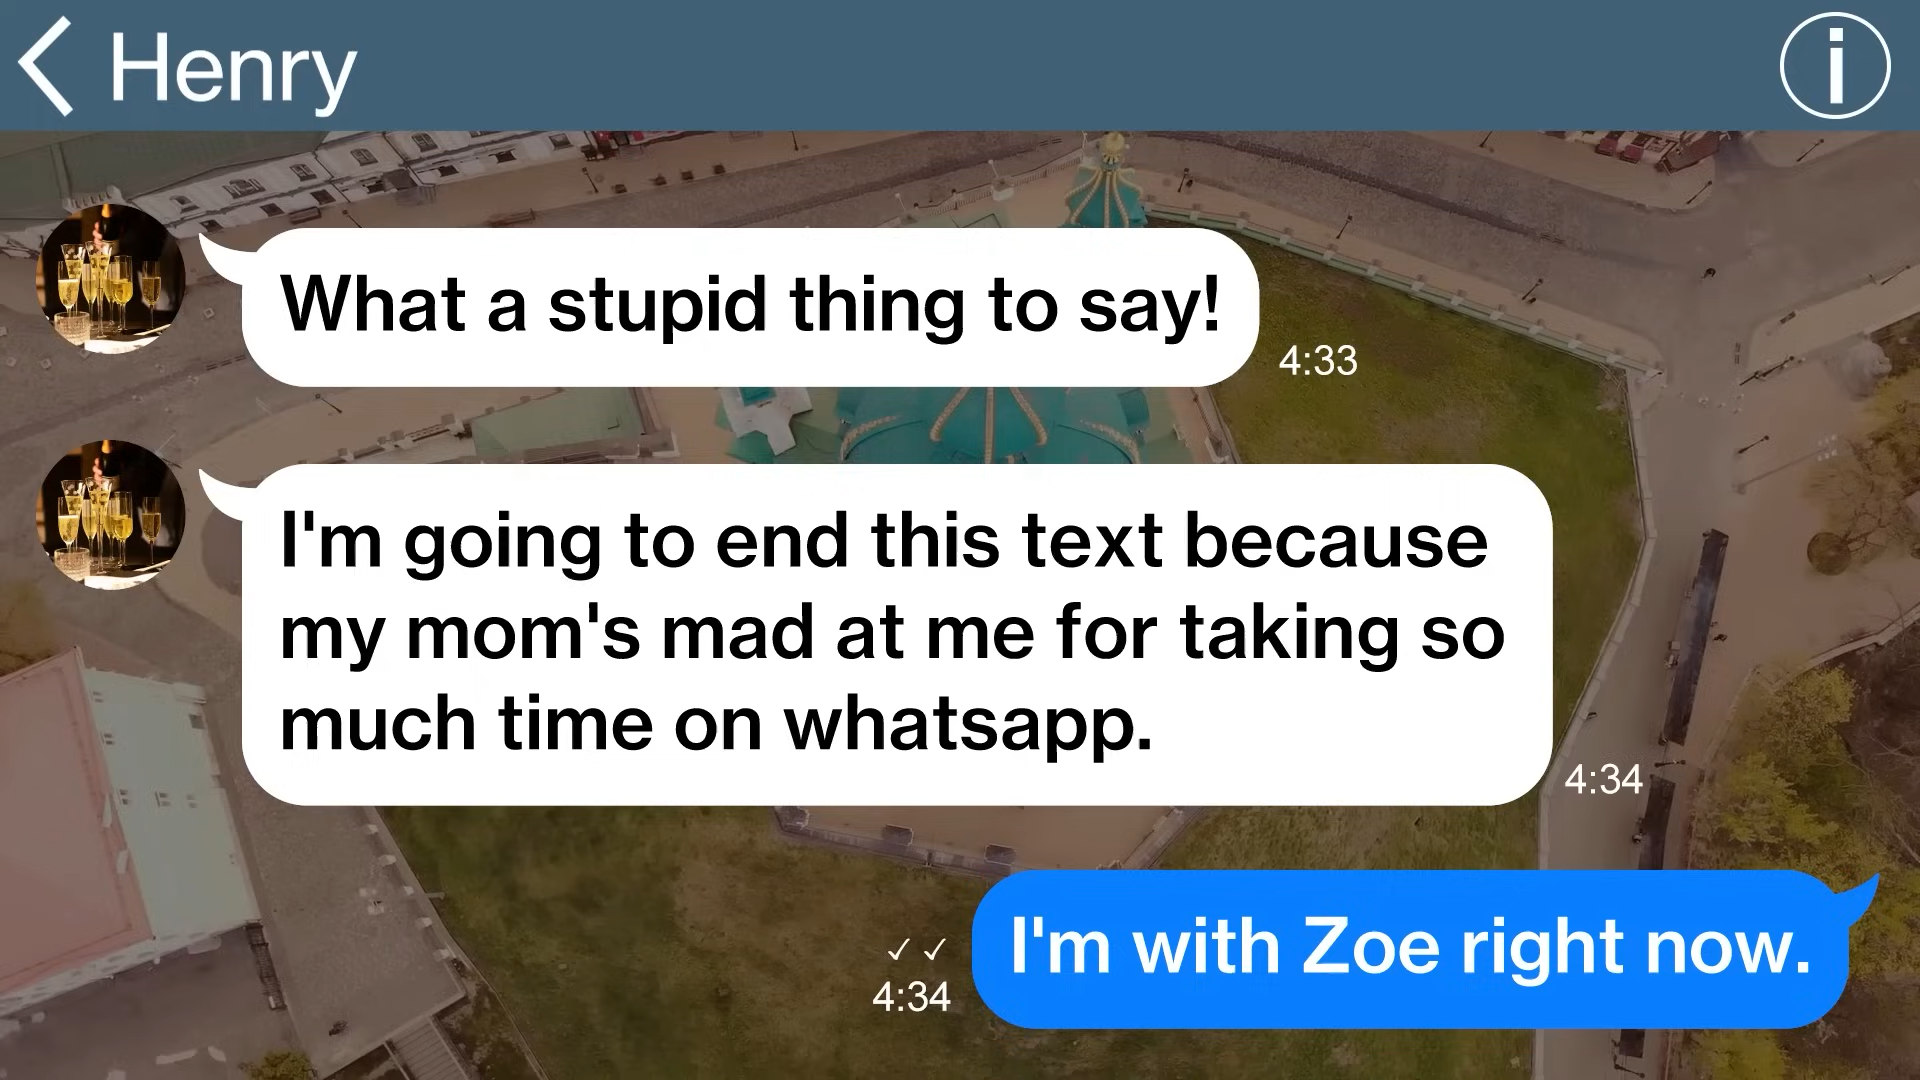 Henry
What a stupid thing to say!
4:33
I'm going to end this text because
my mom's mad at me for taking so
much time on whatsapp.
4:34
I'm with Zoe right now.
4:34